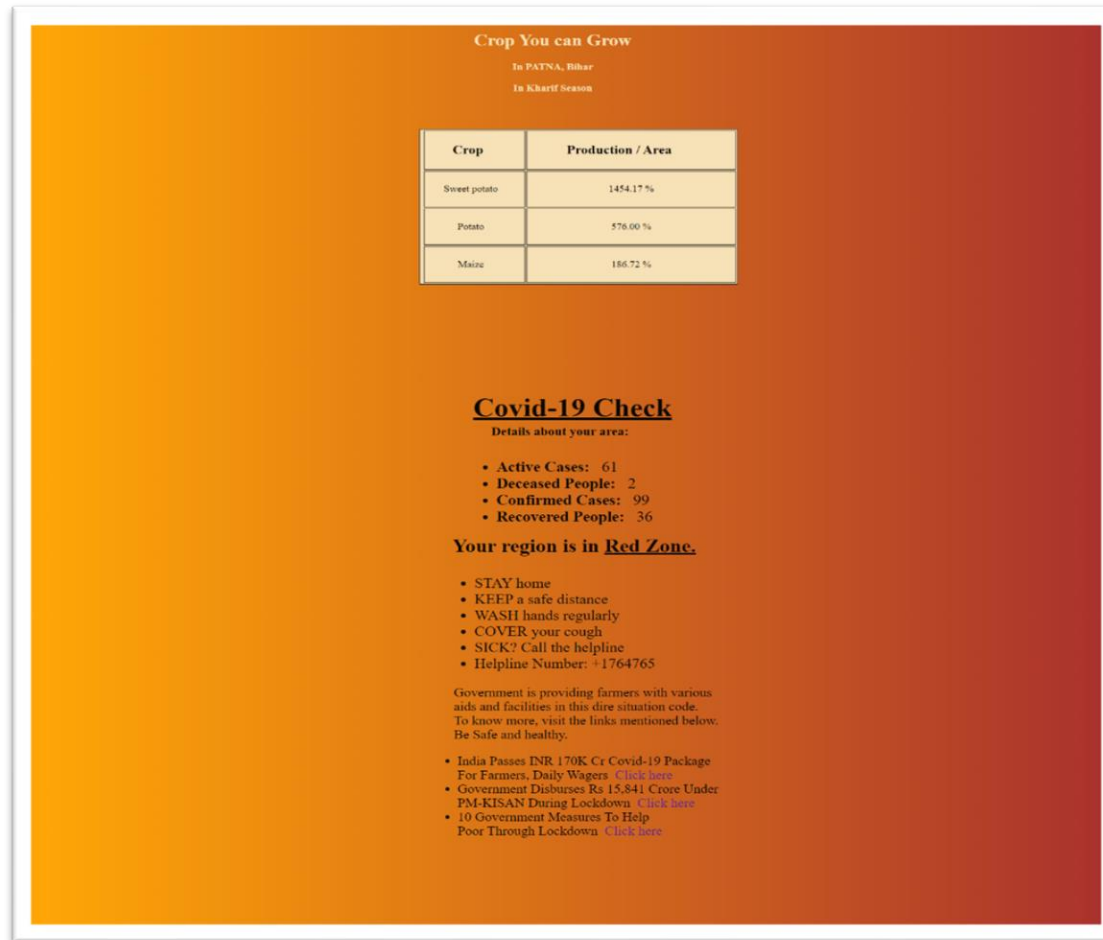 Crop You can Grow
In PATNA, Bihar
In Kharif Season
Crop Production / Area
Sweet potato 1454.17 %
Potato 576.00 %
Maize 186.72 %
Covid-19 Check
Details about your area:
• Active Cases: 61
• Deceased People: 2
• Confirmed Cases: 99
• Recovered People: 36
Your region is in Red Zone.
• STAY home
• KEEP a safe distance
• WASH hands regularly
• COVER your cough
• SICK? Call the helpline
• Helpline Number: +1764765
Government is providing farmers with various
aids and facilities in this dire situation code.
To know more, visit the links mentioned below.
Be Safe and healthy.
• India Passes INR 170K Cr Covid-19 Package
For Farmers, Daily Wagers Click here
• Government Disburses Rs 15,841 Crore Under
PM-KISAN During Lockdown Click here
• 10 Government Measures To Help
Poor Through Lockdown Click here